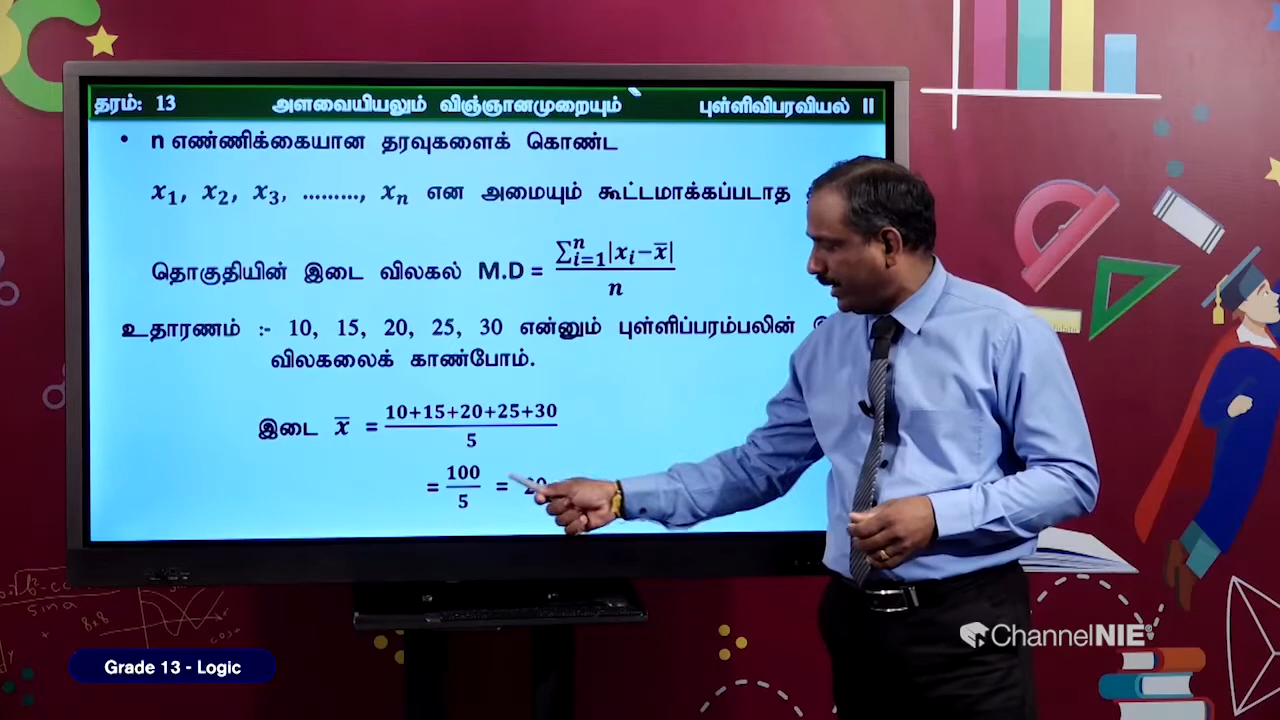 தரம்: 13 அளவையியலும் விஞ்ஞானமுறையும் புள்ளிவிபரவியல் II
• n எண்ணிக்கையான தரவுகளைக் கொண்ட
x₁, x₂, x₃, ........., xₙ என அமையும் கூட்டமாக்கப்படாத
தொகுதியின் இடை விலகல் M.D = ∑ⁿᵢ₌₁|xᵢ−x̅| / n
உதாரணம் :- 10, 15, 20, 25, 30 என்னும் புள்ளிப்பரம்பலின்
விலகலைக் காண்போம்.
இடை x̅ = 10+15+20+25+30 / 5
= 100 / 5 = 20
Grade 13 - Logic
ChannelNIE